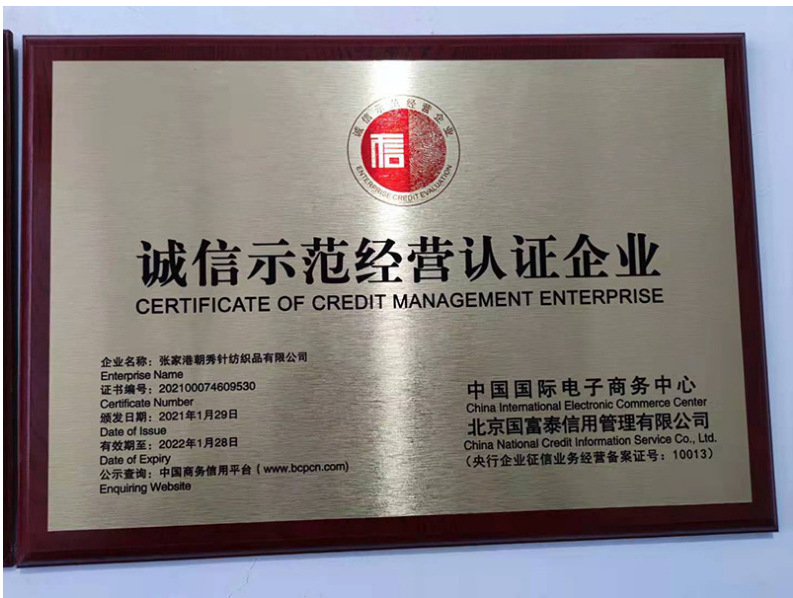 诚信示范经营企业
信
ENTERPRISE CREDIT EVALUATION
诚信示范经营认证企业
CERTIFICATE OF CREDIT MANAGEMENT ENTERPRISE
企业名称：张家港朝秀针纺织品有限公司
Enterprise Name
证书编号：202100074609530
Certificate Number
颁发日期：2021年1月29日
Date of Issue
有效期至：2022年1月28日
Date of Expiry
公示查询：中国商务信用平台（www.bcpcn.com)
Enquiring Website
中国国际电子商务中心
China International Electronic Commerce Center
北京国富泰信用管理有限公司
China National Credit Information Service Co., Ltd.
（央行企业征信业务经营备案证号：10013）